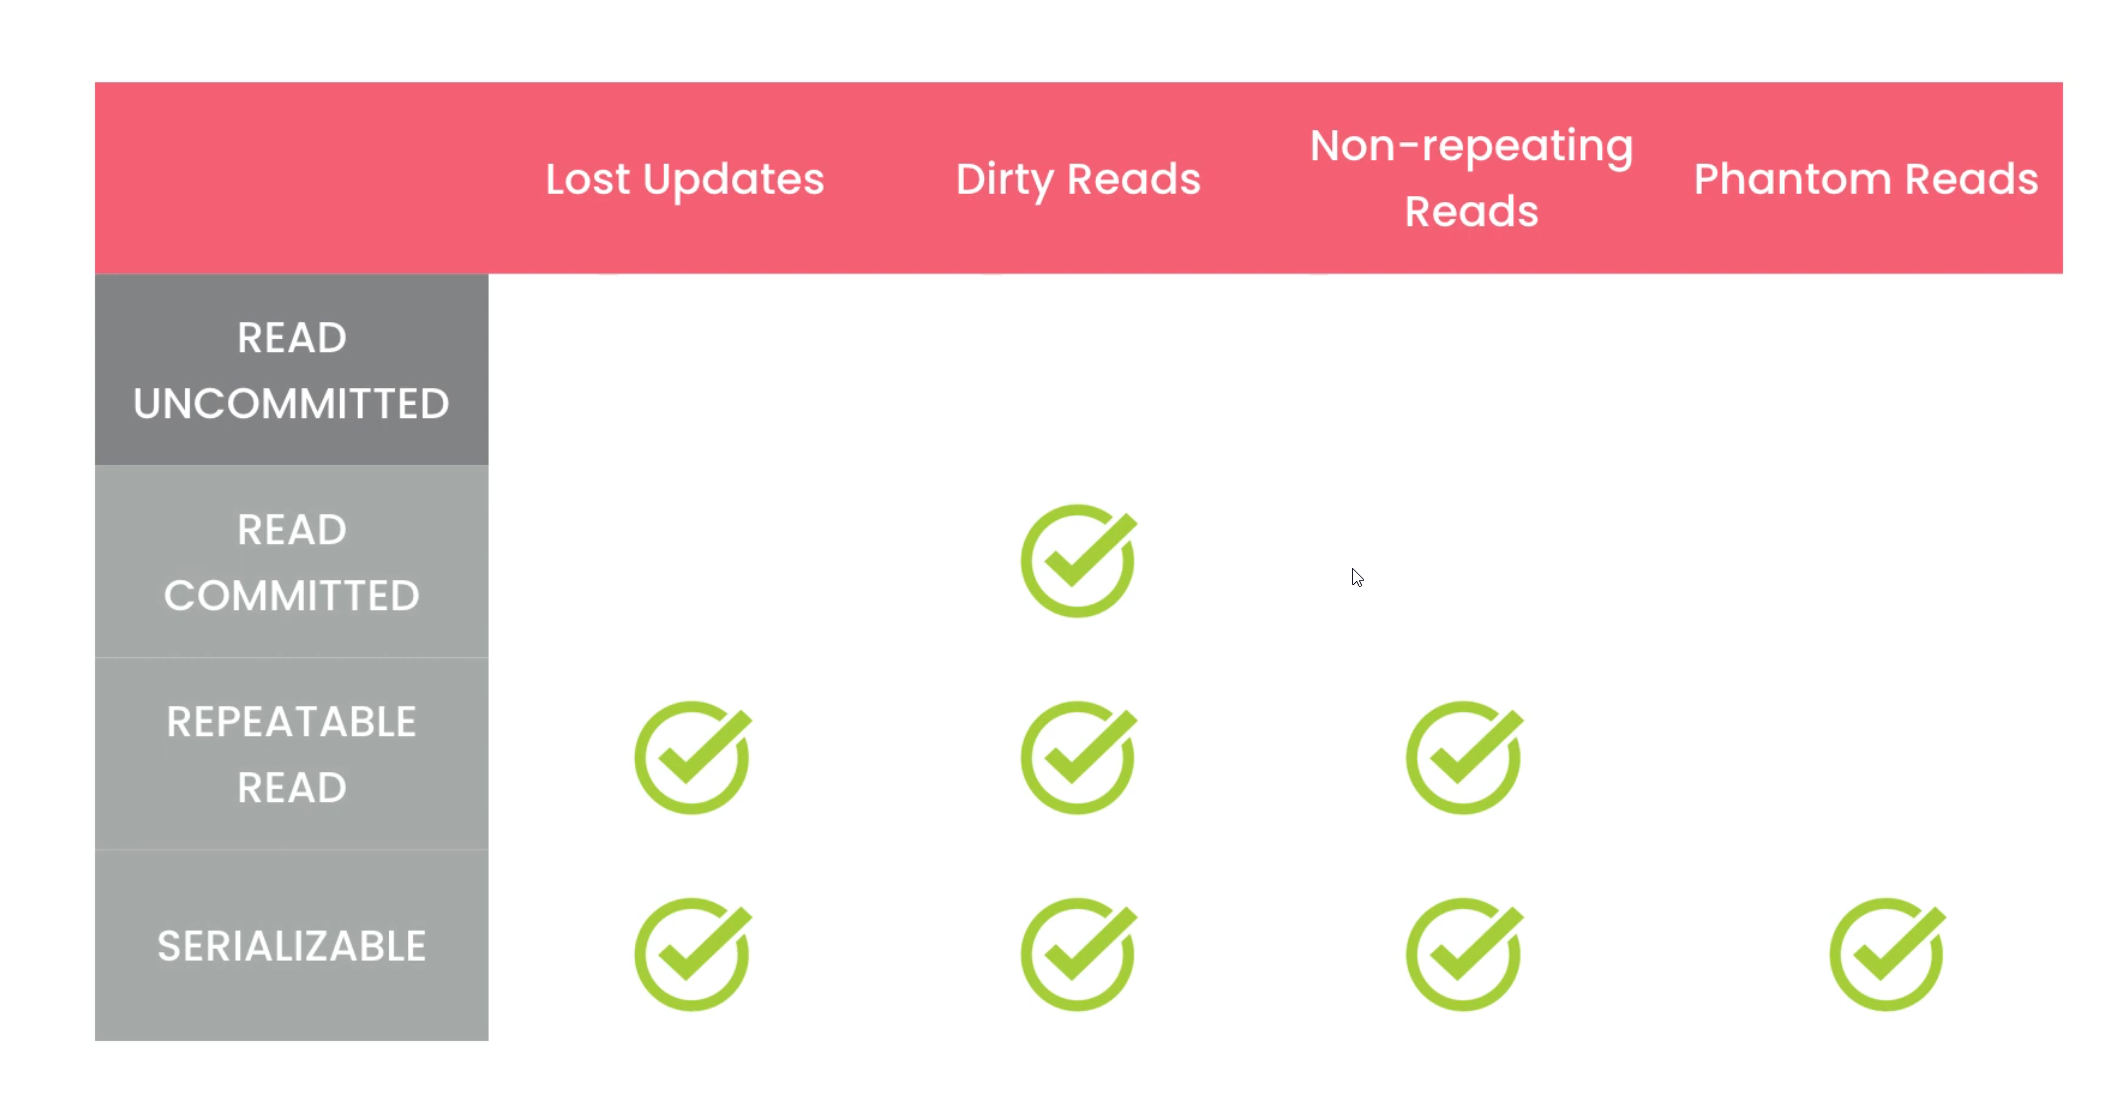 Lost Updates
Dirty Reads
Non-repeating
Reads
Phantom Reads
READ
UNCOMMITTED
READ
COMMITTED
REPEATABLE
READ
SERIALIZABLE